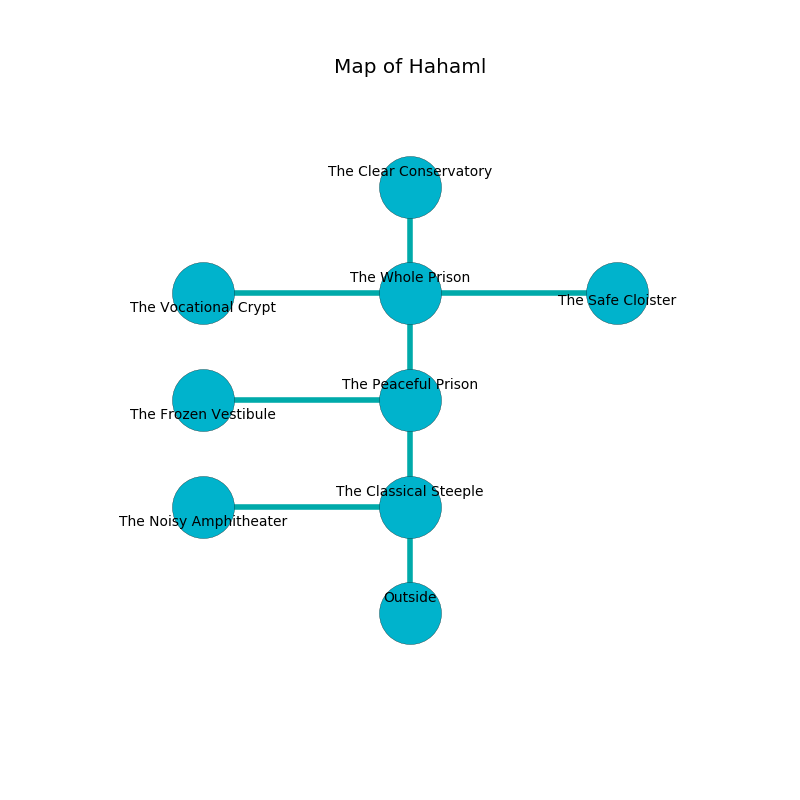 Map of Hahaml
The Clear Conservatory
The Whole Prison
The Vocational Crypt
The Safe Cloister
The Peaceful Prison
The Frozen Vestibule
The Classical Steeple
The Noisy Amphitheater
Outside